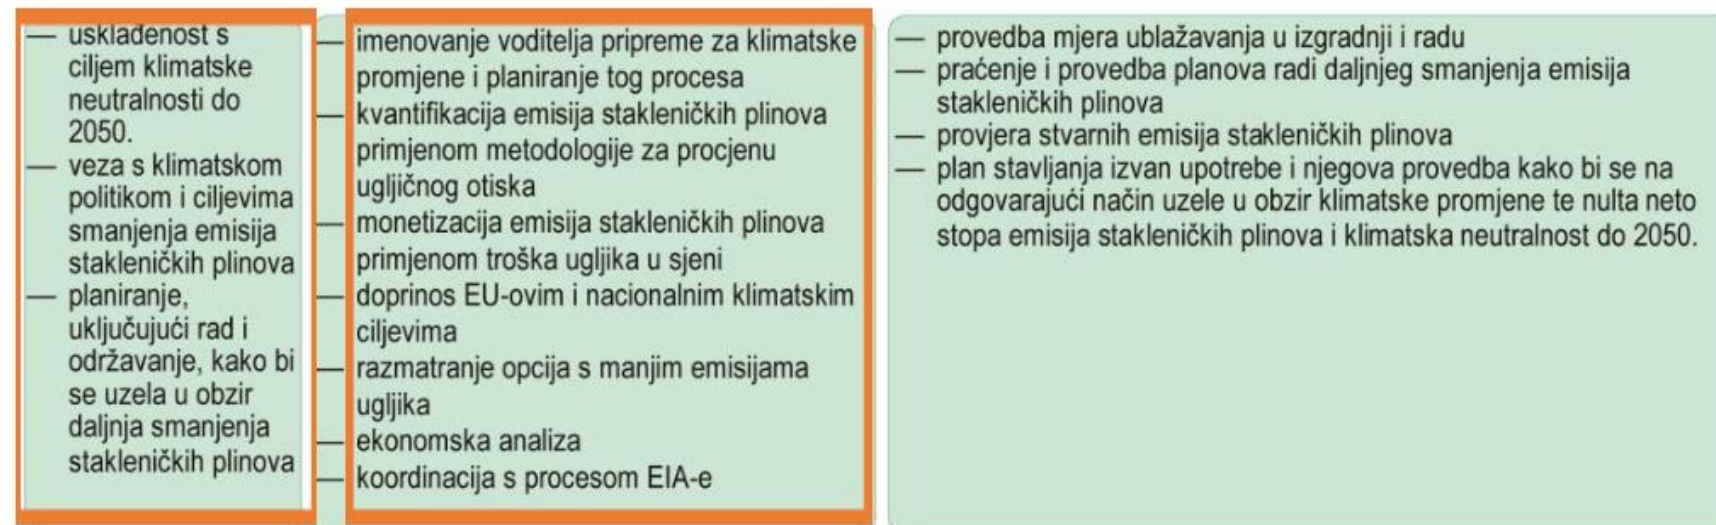 — usklađenost s
ciljem klimatske
neutralnosti do
2050.
— veza s klimatskom
politikom i ciljevima
smanjenja emisija
stakleničkih plinova
— planiranje,
uključujući rad i
održavanje, kako bi
se uzela u obzir
daljnja smanjenja
stakleničkih plinova
— imenovanje voditelja pripreme za klimatske
promjene i planiranje tog procesa
— kvantifikacija emisija stakleničkih plinova
primjenom metodologije za procjenu
ugljičnog otiska
— monetizacija emisija stakleničkih plinova
primjenom troška ugljika u sjeni
— doprinos EU-ovim i nacionalnim klimatskim
ciljevima
— razmatranje opcija s manjim emisijama
ugljika
— ekonomska analiza
— koordinacija s procesom EIA-e
— provedba mjera ublažavanja u izgradnji i radu
— praćenje i provedba planova radi daljnjeg smanjenja emisija
stakleničkih plinova
— provjera stvarnih emisija stakleničkih plinova
— plan stavljanja izvan upotrebe i njegova provedba kako bi se na
odgovarajući način uzele u obzir klimatske promjene te nulta neto
stopa emisija stakleničkih plinova i klimatska neutralnost do 2050.